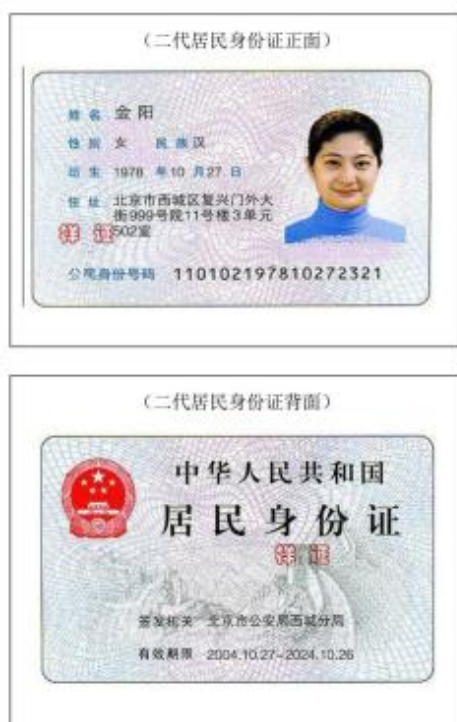 （二代居民身份证正面）
姓名 金阳
性别 女 民族汉
出生 1978 年 10 月 27 日
住址 北京市西城区复兴门外大
街999号院11号楼3单元
502室
样 证
公民身份号码 110102197810272321
（二代居民身份证背面）
中华人民共和国
居民身份证
样 证
签发机关 北京市公安局西城分局
有效期限 2004.10.27-2024.10.26